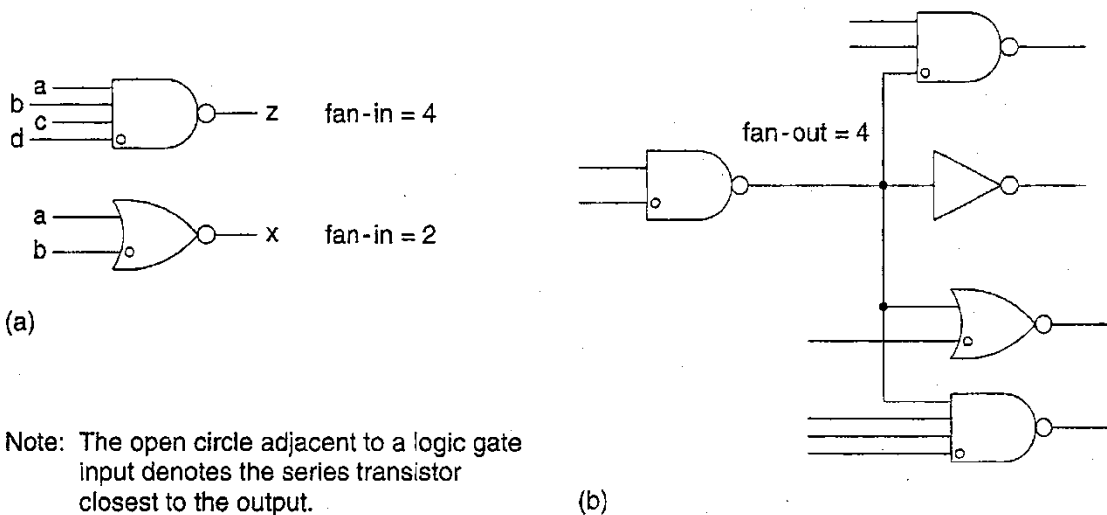 a
b
c
d
z
fan-in = 4
a
b
x
fan-in = 2
(a)
Note: The open circle adjacent to a logic gate
input denotes the series transistor
closest to the output.
fan-out = 4
(b)